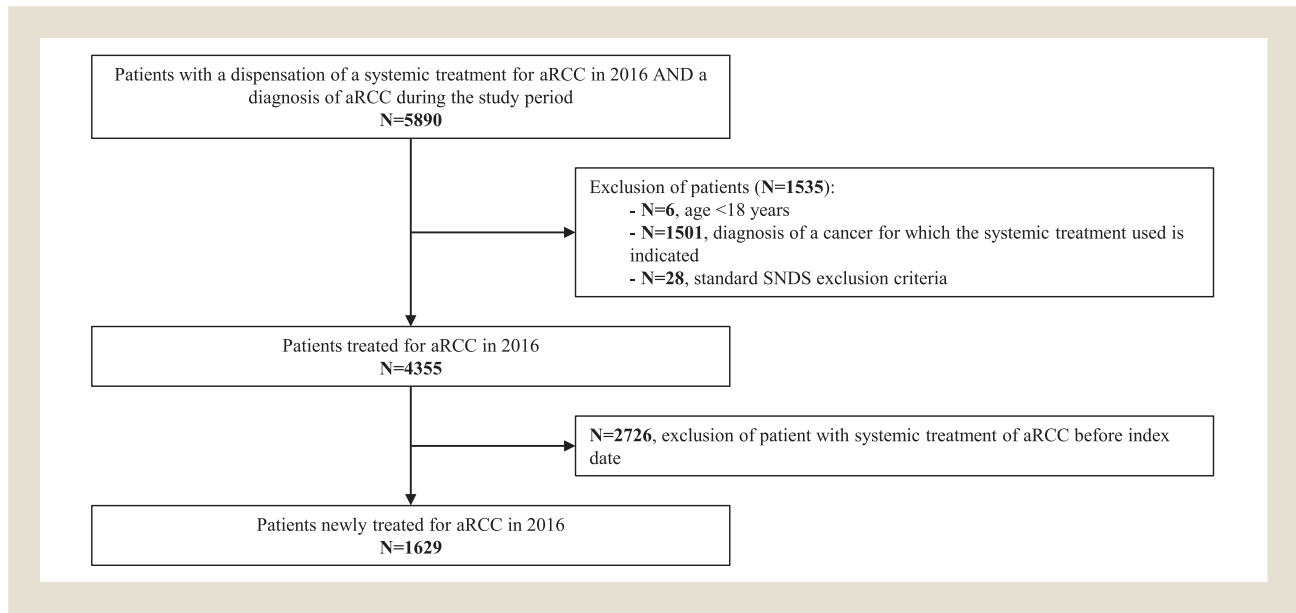 Patients with a dispensation of a systemic treatment for aRCC in 2016 AND a
diagnosis of aRCC during the study period
N=5890
Exclusion of patients (N=1535):
- N=6, age <18 years
- N=1501, diagnosis of a cancer for which the systemic treatment used is
indicated
- N=28, standard SNDS exclusion criteria
Patients treated for aRCC in 2016
N=4355
N=2726, exclusion of patient with systemic treatment of aRCC before index
date
Patients newly treated for aRCC in 2016
N=1629